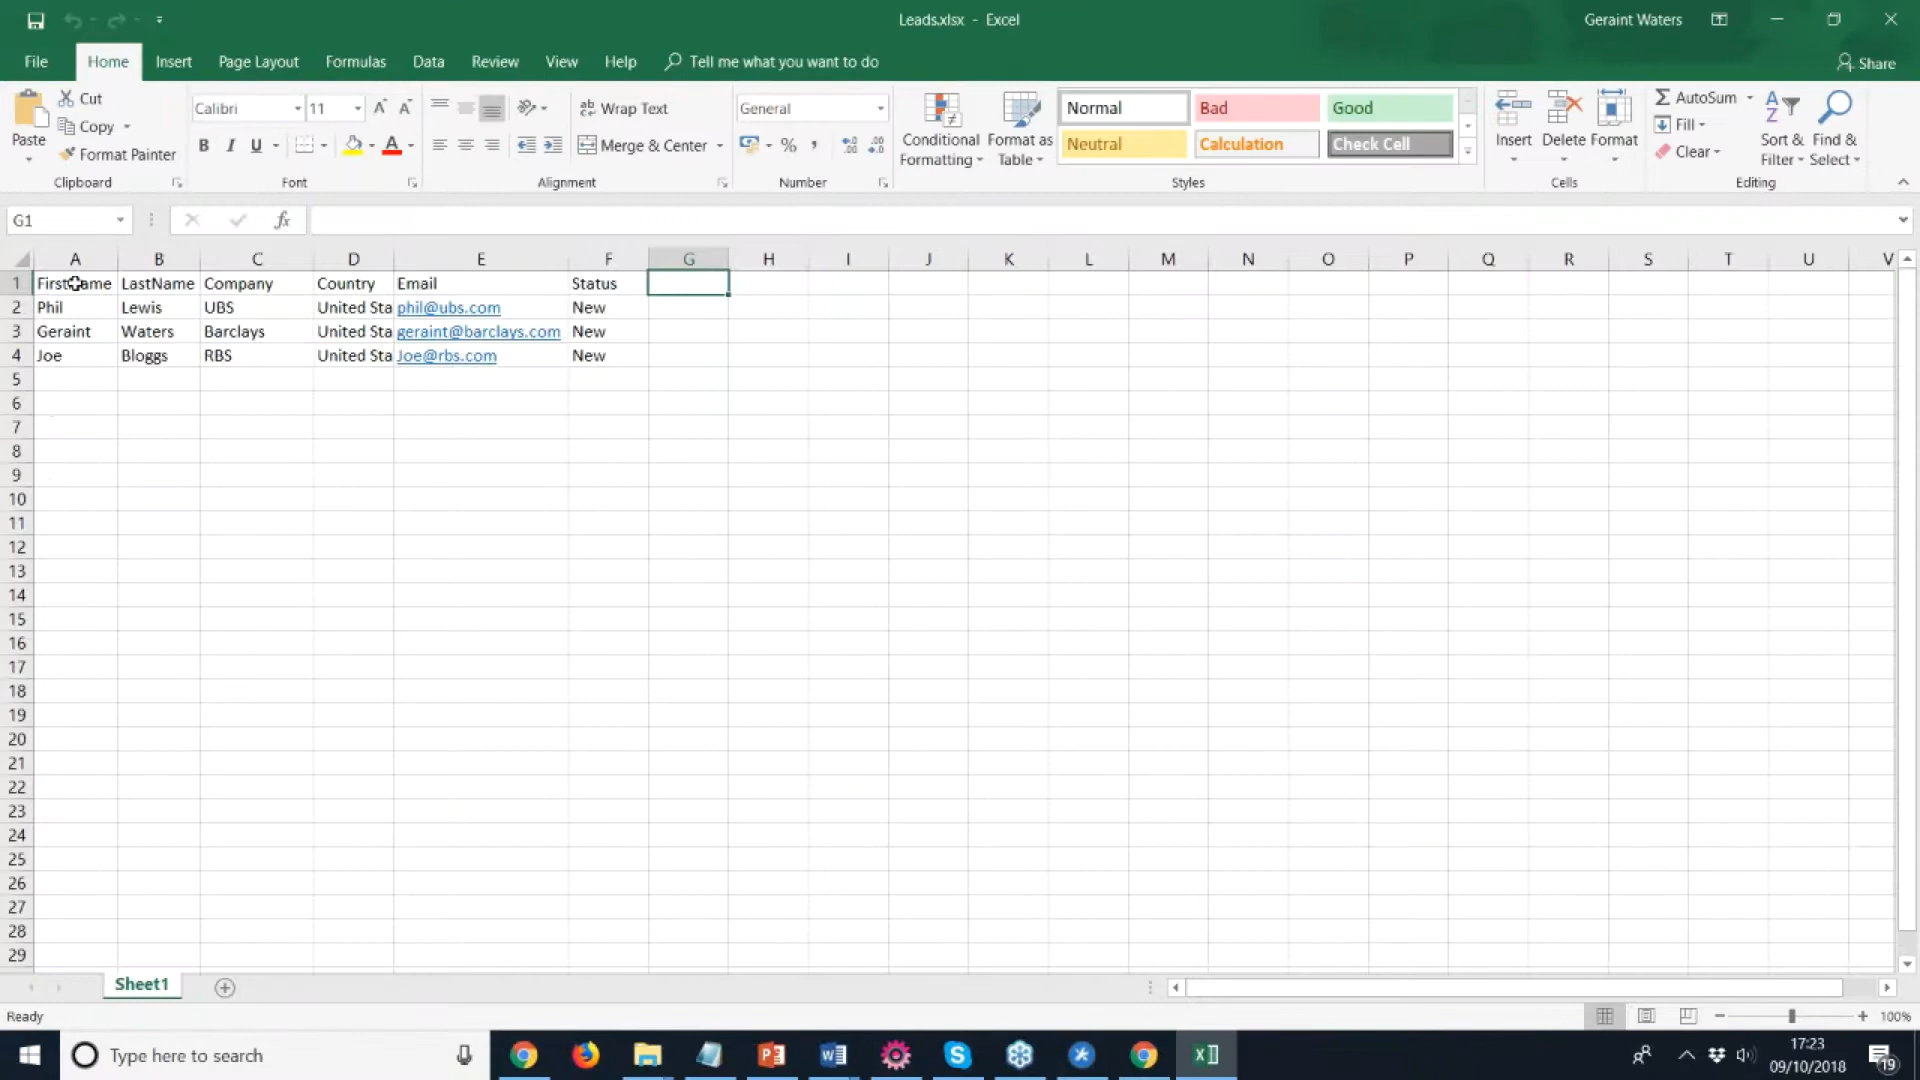 Leads.xlsx - Excel
Geraint Waters
File Home Insert Page Layout Formulas Data Review View Help Tell me what you want to do Share
Paste
Cut
Copy
Format Painter
Clipboard
Calibri 11
B I U
Font
Wrap Text
Merge & Center
Alignment
General
Number
Conditional Formatting
Format as Table
Normal Bad Good
Neutral Calculation Check Cell
Styles
Insert Delete Format
Cells
AutoSum
Fill
Clear
Sort & Filter
Find & Select
Editing
G1
fx
A B C D E F G H I J K L M N O P Q R S T U V
1 LastName Company Country Email Status
2 Phil Lewis UBS United Sta phil@ubs.com New
3 Geraint Waters Barclays United Sta geraint@barclays.com New
4 Joe Bloggs RBS United Sta Joe@rbs.com New
5
6
7
8
9
10
11
12
13
14
15
16
17
18
19
20
21
22
23
24
25
26
27
28
29
Sheet1
Ready
100%
Type here to search
17:23
09/10/2018
19